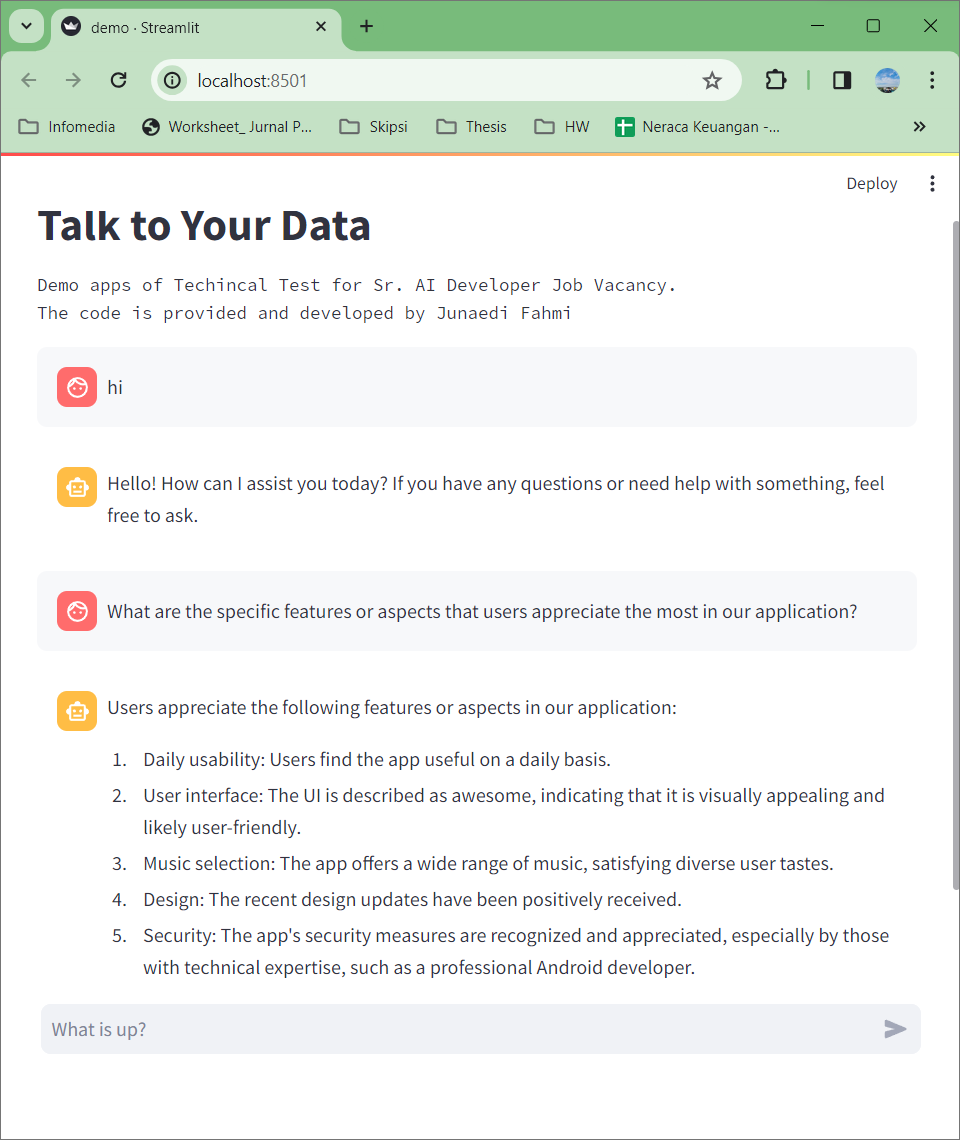 demo · Streamlit
localhost:8501
Infomedia
Worksheet_ Jurnal P...
Skipsi
Thesis
HW
Neraca Keuangan -...
Deploy
Talk to Your Data
Demo apps of Techincal Test for Sr. AI Developer Job Vacancy.
The code is provided and developed by Junaedi Fahmi
hi
Hello! How can I assist you today? If you have any questions or need help with something, feel
free to ask.
What are the specific features or aspects that users appreciate the most in our application?
Users appreciate the following features or aspects in our application:
1. Daily usability: Users find the app useful on a daily basis.
2. User interface: The UI is described as awesome, indicating that it is visually appealing and
likely user-friendly.
3. Music selection: The app offers a wide range of music, satisfying diverse user tastes.
4. Design: The recent design updates have been positively received.
5. Security: The app's security measures are recognized and appreciated, especially by those
with technical expertise, such as a professional Android developer.
What is up?